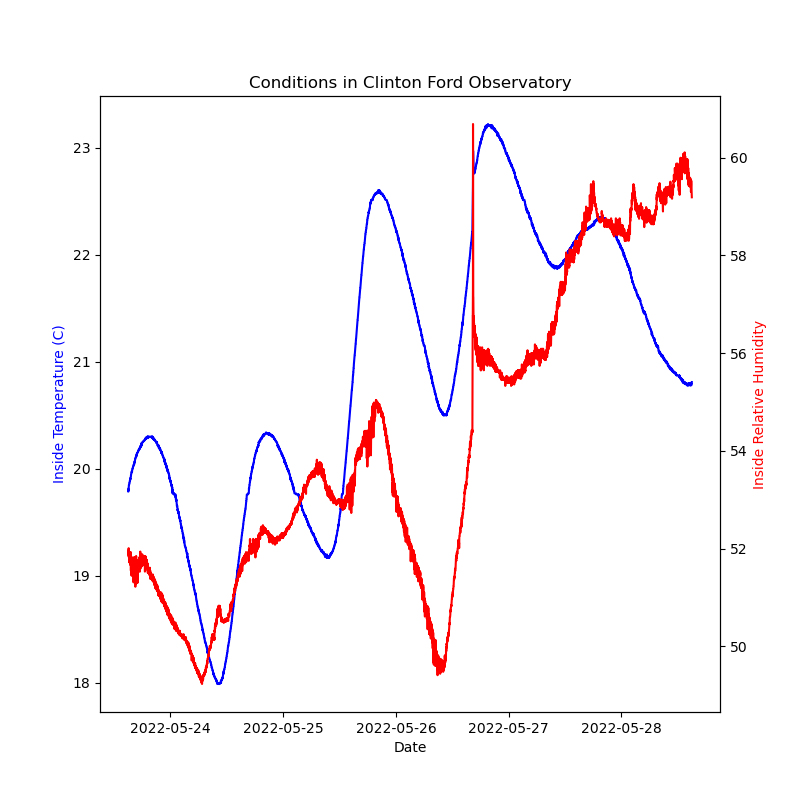 Conditions in Clinton Ford Observatory
23
22
21
20
19
18
Inside Temperature (C)
60
58
56
54
52
50
Inside Relative Humidity
2022-05-24 2022-05-25 2022-05-26 2022-05-27 2022-05-28
Date